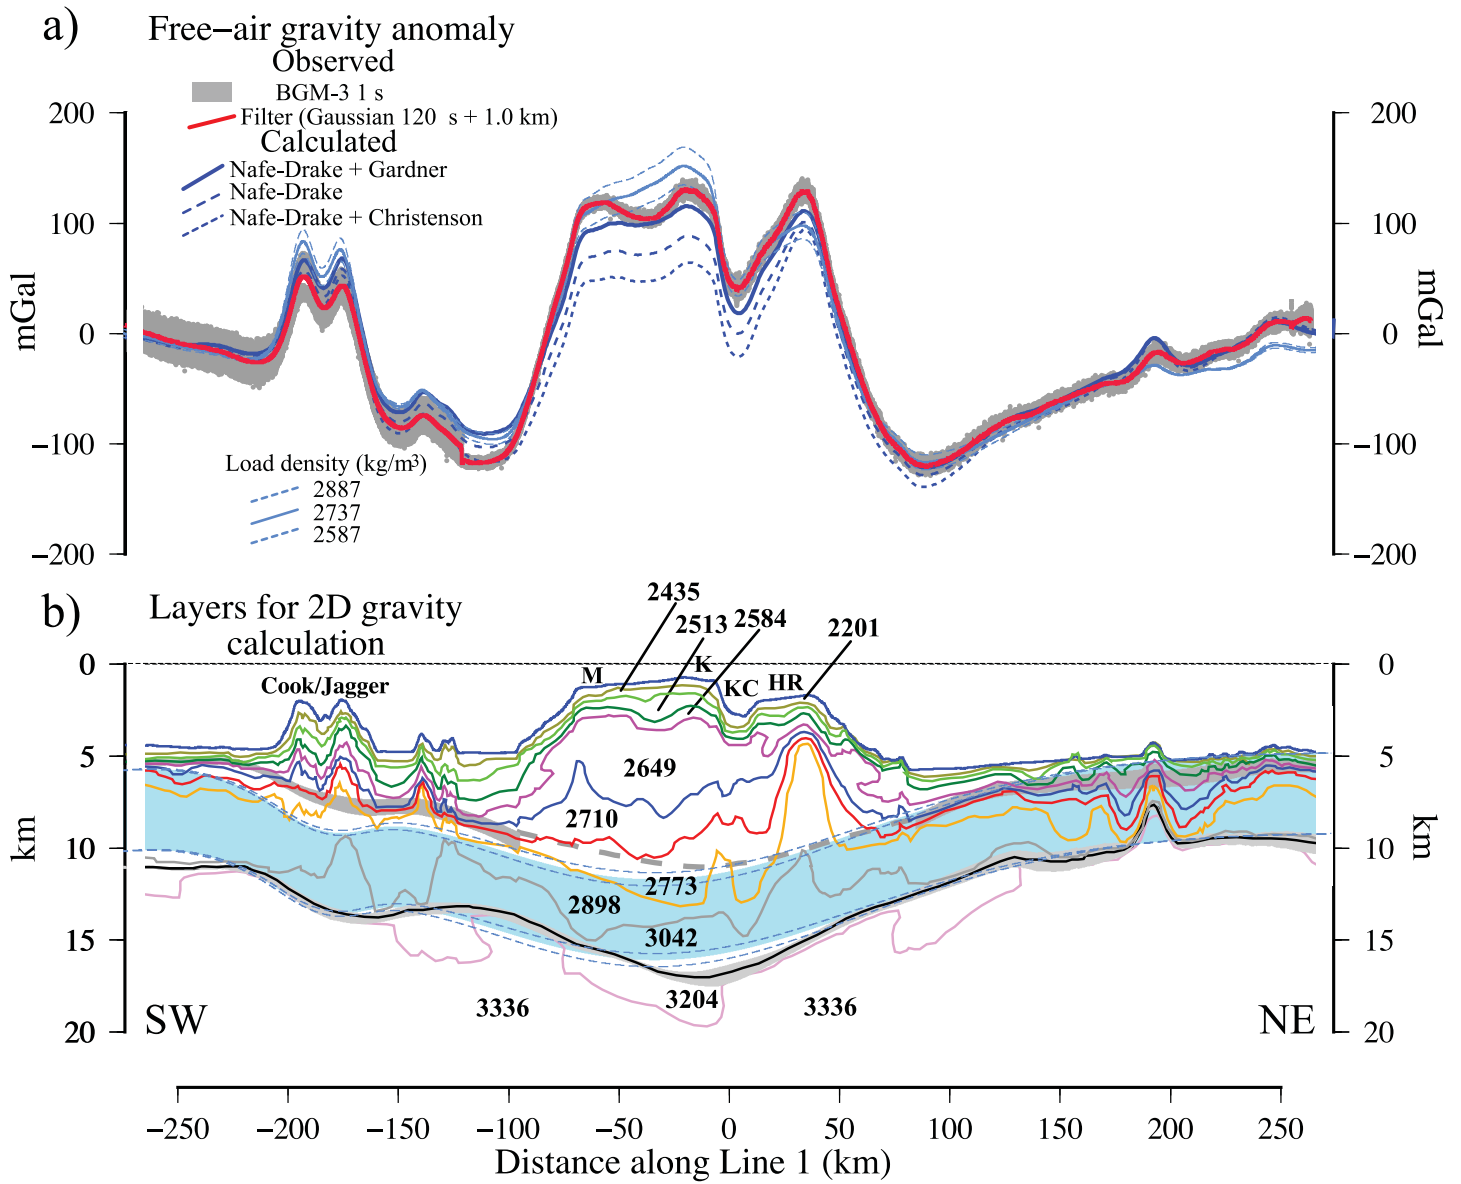 a)
Free-air gravity anomaly
Observed
BGM-3 1 s
Filter (Gaussian 120 s + 1.0 km)
Calculated
Nafe-Drake + Gardner
Nafe-Drake
Nafe-Drake + Christenson
200
100
0
−100
−200
mGal
200
100
0
−100
−200
mGal
Load density (kg/m³)
2887
2737
2587
b)
Layers for 2D gravity
calculation
2435
2513
2584
2201
Cook/Jagger
M
K
KC
HR
2649
2710
2773
2898
3042
3336
3204
3336
0
5
10
15
20
km
0
5
10
15
20
km
SW
NE
−250 −200 −150 −100 −50 0 50 100 150 200 250
Distance along Line 1 (km)